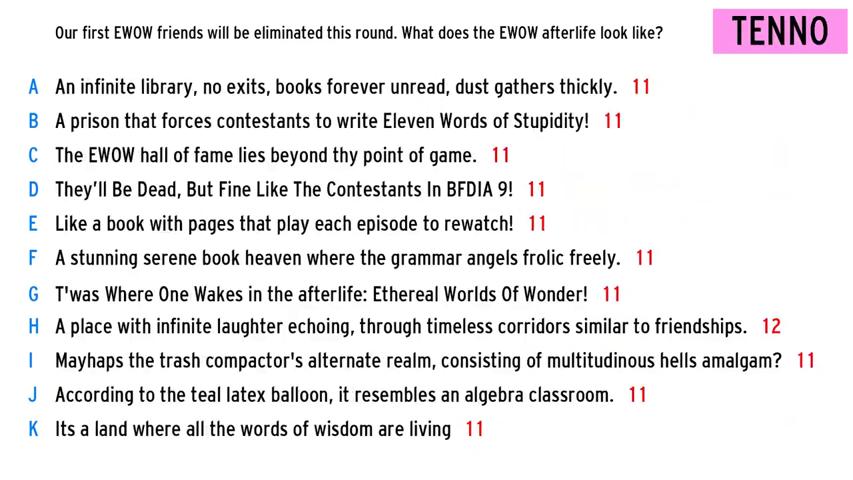 Our first EWOW friends will be eliminated this round. What does the EWOW afterlife look like?
TENNO
A An infinite library, no exits, books forever unread, dust gathers thickly. 11
B A prison that forces contestants to write Eleven Words of Stupidity! 11
C The EWOW hall of fame lies beyond thy point of game. 11
D They'll Be Dead, But Fine Like The Contestants In BFDIA 9! 11
E Like a book with pages that play each episode to rewatch! 11
F A stunning serene book heaven where the grammar angels frolic freely. 11
G T'was Where One Wakes in the afterlife: Ethereal Worlds Of Wonder! 11
H A place with infinite laughter echoing, through timeless corridors similar to friendships. 12
I Mayhaps the trash compactor's alternate realm, consisting of multitudinous hells amalgam? 11
J According to the teal latex balloon, it resembles an algebra classroom. 11
K Its a land where all the words of wisdom are living 11